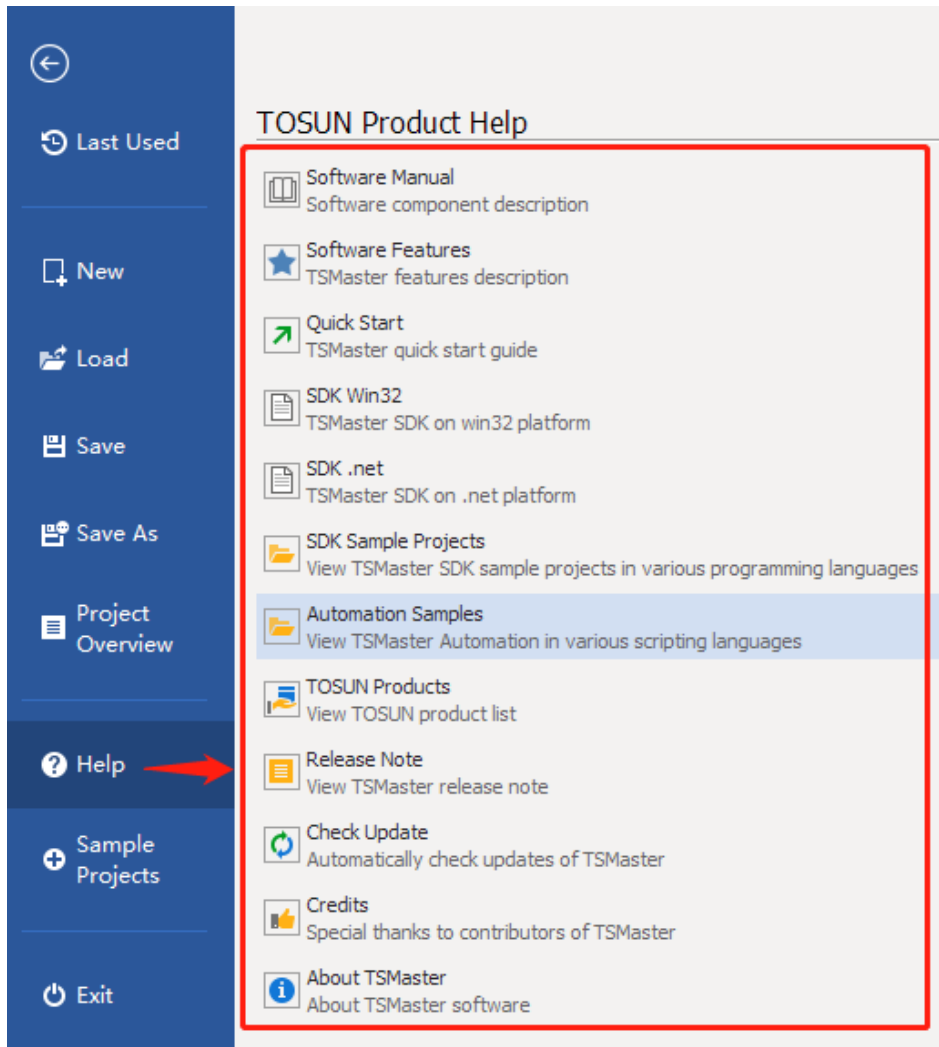 Last Used
New
Load
Save
Save As
Project
Overview
Help
Sample
Projects
Exit
TOSUN Product Help
Software Manual
Software component description
Software Features
TSMaster features description
Quick Start
TSMaster quick start guide
SDK Win32
TSMaster SDK on win32 platform
SDK .net
TSMaster SDK on .net platform
SDK Sample Projects
View TSMaster SDK sample projects in various programming languages
Automation Samples
View TSMaster Automation in various scripting languages
TOSUN Products
View TOSUN product list
Release Note
View TSMaster release note
Check Update
Automatically check updates of TSMaster
Credits
Special thanks to contributors of TSMaster
About TSMaster
About TSMaster software